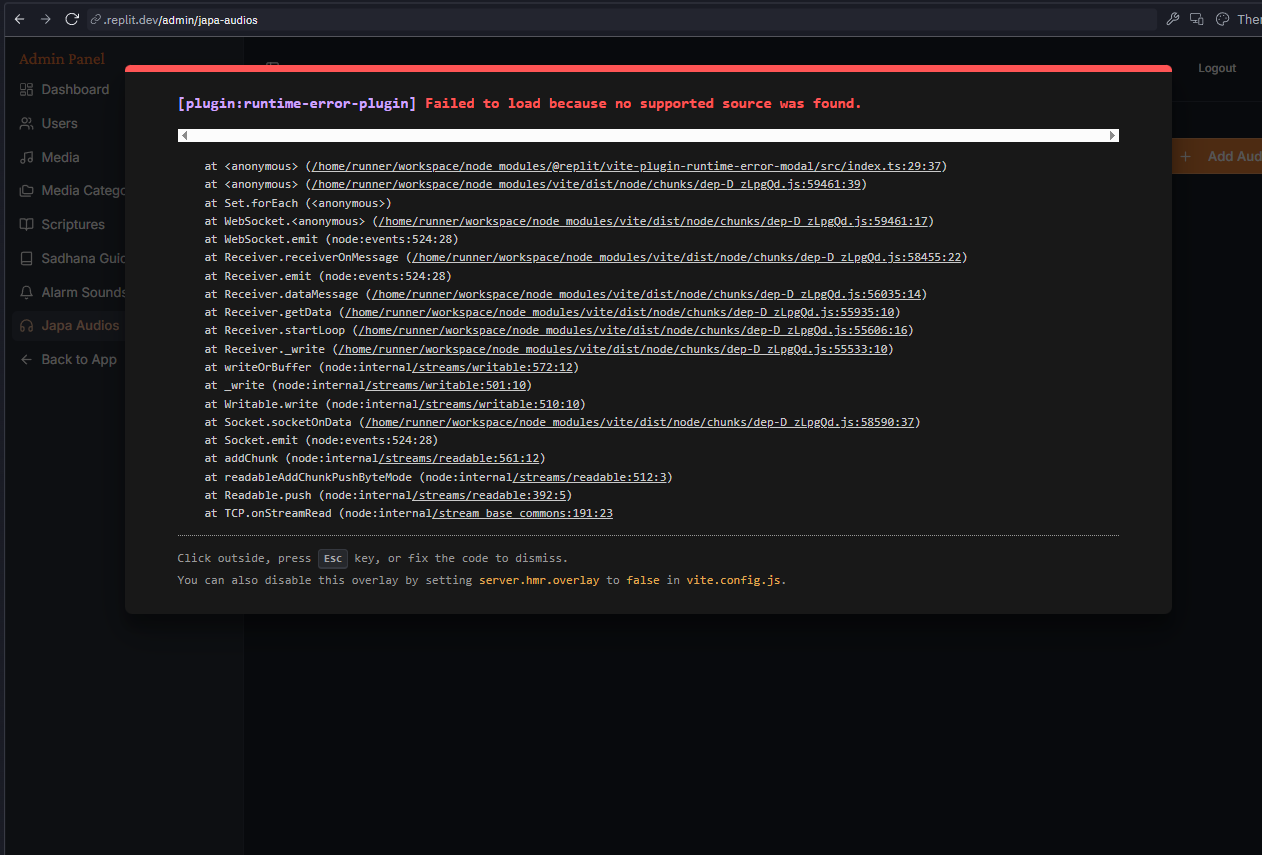 .replit.dev/admin/japa-audios
Ther
Admin Panel
Logout
Dashboard
Users
Media
Media Catego
Scriptures
Sadhana Guid
Alarm Sounds
Japa Audios
Back to App
+ Add Aud
[plugin:runtime-error-plugin] Failed to load because no supported source was found.
at <anonymous> (/home/runner/workspace/node_modules/@replit/vite-plugin-runtime-error-modal/src/index.ts:29:37)
at <anonymous> (/home/runner/workspace/node_modules/vite/dist/node/chunks/dep-D_zLpgQd.js:59461:39)
at Set.forEach (<anonymous>)
at WebSocket.<anonymous> (/home/runner/workspace/node_modules/vite/dist/node/chunks/dep-D_zLpgQd.js:59461:17)
at WebSocket.emit (node:events:524:28)
at Receiver.receiverOnMessage (/home/runner/workspace/node_modules/vite/dist/node/chunks/dep-D_zLpgQd.js:58455:22)
at Receiver.emit (node:events:524:28)
at Receiver.dataMessage (/home/runner/workspace/node_modules/vite/dist/node/chunks/dep-D_zLpgQd.js:56035:14)
at Receiver.getData (/home/runner/workspace/node_modules/vite/dist/node/chunks/dep-D_zLpgQd.js:55935:10)
at Receiver.startLoop (/home/runner/workspace/node_modules/vite/dist/node/chunks/dep-D_zLpgQd.js:55606:16)
at Receiver._write (/home/runner/workspace/node_modules/vite/dist/node/chunks/dep-D_zLpgQd.js:55533:10)
at writeOrBuffer (node:internal/streams/writable:572:12)
at _write (node:internal/streams/writable:501:10)
at Writable.write (node:internal/streams/writable:510:10)
at Socket.socketOnData (/home/runner/workspace/node_modules/vite/dist/node/chunks/dep-D_zLpgQd.js:58590:37)
at Socket.emit (node:events:524:28)
at addChunk (node:internal/streams/readable:561:12)
at readableAddChunkPushByteMode (node:internal/streams/readable:512:3)
at Readable.push (node:internal/streams/readable:392:5)
at TCP.onStreamRead (node:internal/stream_base_commons:191:23
Click outside, press Esc key, or fix the code to dismiss.
You can also disable this overlay by setting server.hmr.overlay to false in vite.config.js.